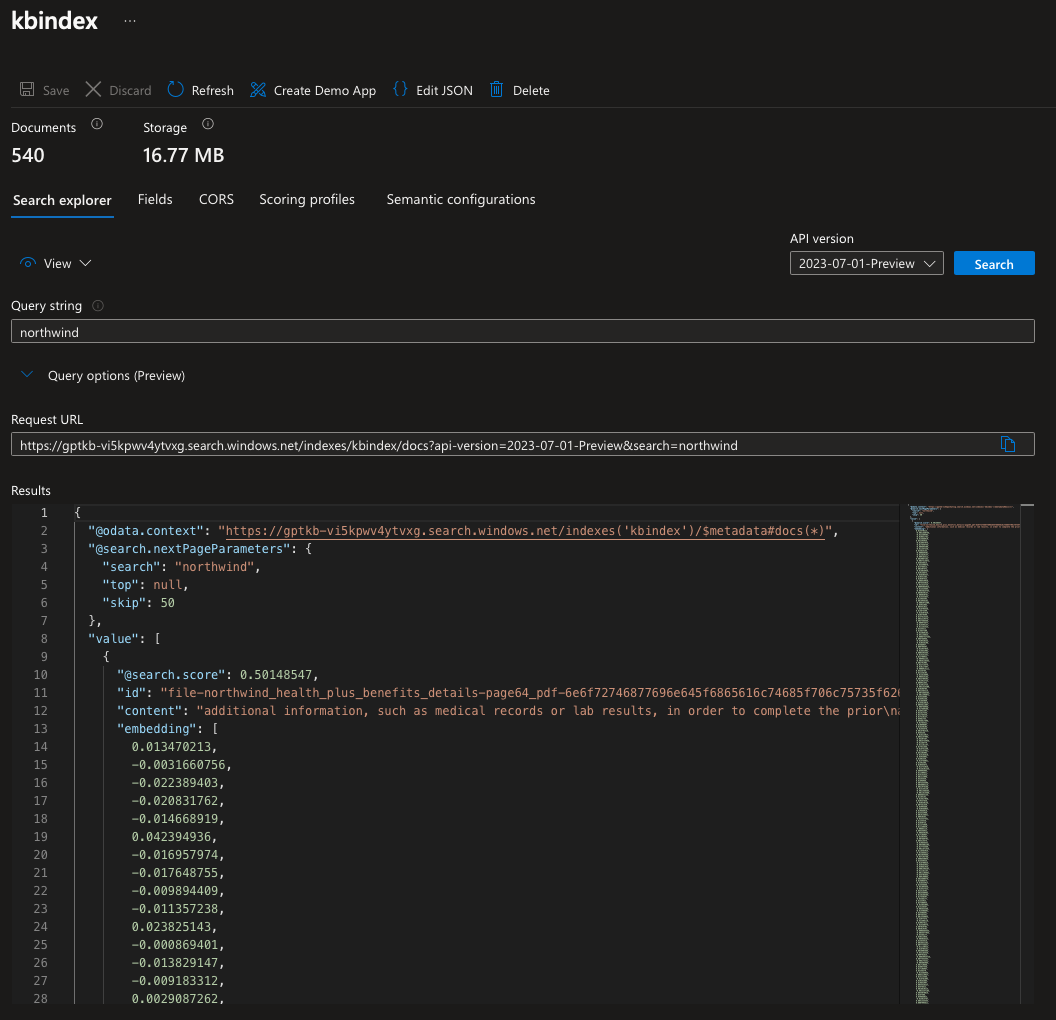 kbindex ...
Save Discard Refresh Create Demo App {} Edit JSON Delete
Documents Storage
540 16.77 MB
Search explorer Fields CORS Scoring profiles Semantic configurations
API version
View 2023-07-01-Preview Search
Query string
northwind
Query options (Preview)
Request URL
https://gptkb-vi5kpwv4ytvxg.search.windows.net/indexes/kbindex/docs?api-version=2023-07-01-Preview&search=northwind
Results
1 {
2 "@odata.context": "https://gptkb-vi5kpwv4ytvxg.search.windows.net/indexes('kbindex')/$metadata#docs(*)",
3 "@search.nextPageParameters": {
4 "search": "northwind",
5 "top": null,
6 "skip": 50
7 },
8 "value": [
9 {
10 "@search.score": 0.50148547,
11 "id": "file-northwind_health_plus_benefits_details-page64_pdf-6e6f72746877696e645f6865616c74685f706c75735f626
12 "content": "additional information, such as medical records or lab results, in order to complete the prior\na
13 "embedding": [
14 0.013470213,
15 -0.0031660756,
16 -0.022389403,
17 -0.020831762,
18 -0.014668919,
19 0.042394936,
20 -0.016957974,
21 -0.017648755,
22 -0.009894409,
23 -0.011357238,
24 0.023825143,
25 -0.000869401,
26 -0.013829147,
27 -0.009183312,
28 0.0029087262,